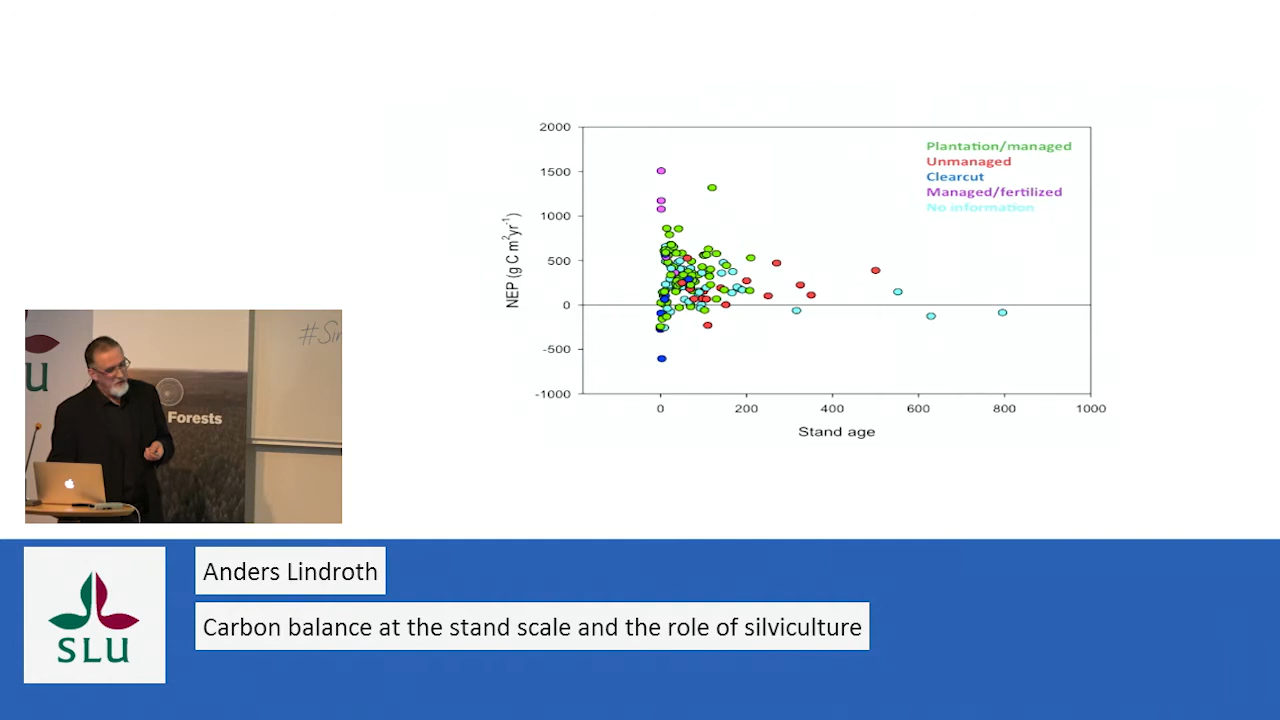 2000
1500
1000
500
0
-500
-1000
NEP (g C m²yr⁻¹)
Plantation/managed
Unmanaged
Clearcut
Managed/fertilized
No information
0 200 400 600 800 1000
Stand age
#Sin
U
Forests
SLU
Anders Lindroth
Carbon balance at the stand scale and the role of silviculture